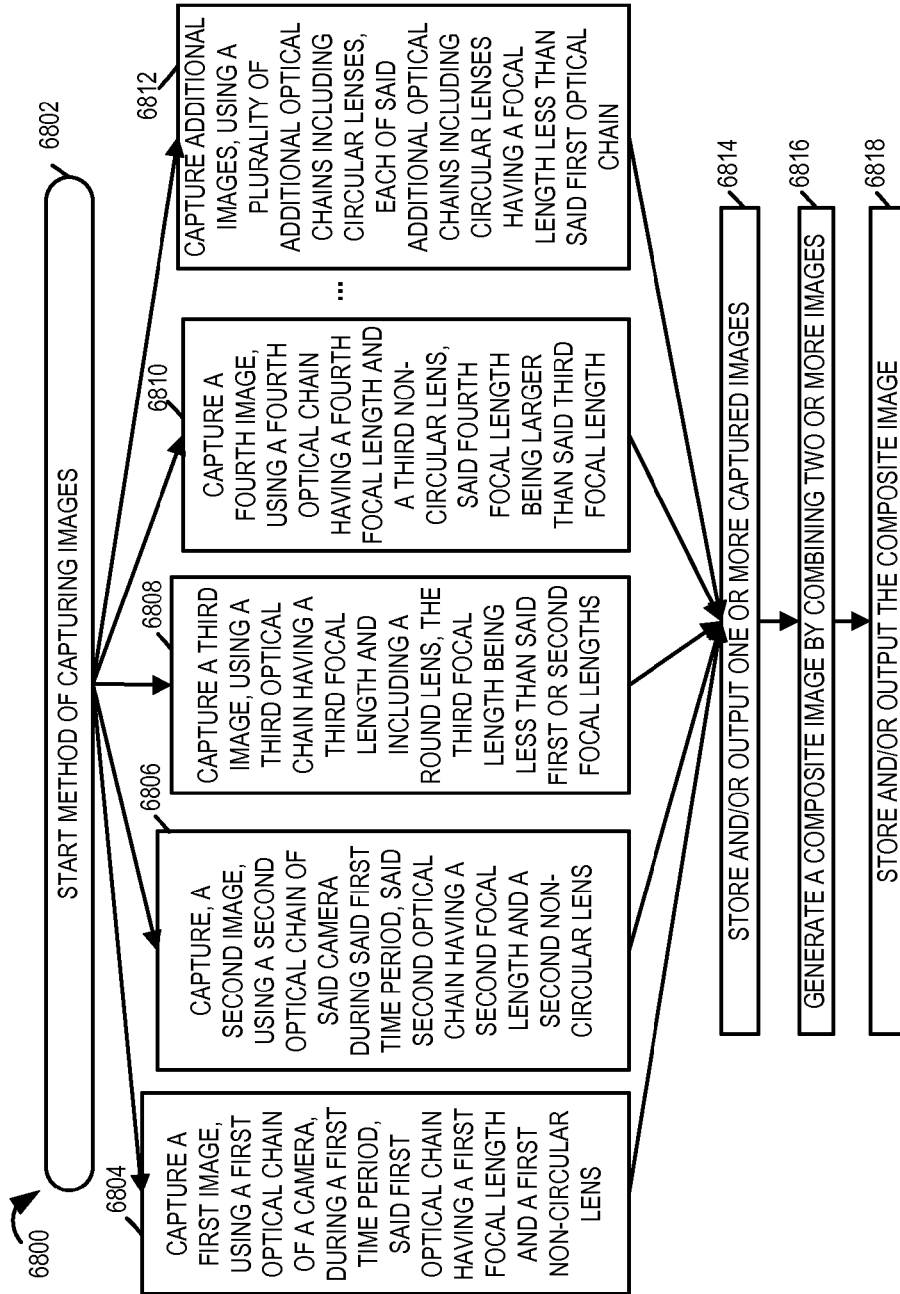 6800
START METHOD OF CAPTURING IMAGES
6802
6804
CAPTURE A
FIRST IMAGE,
USING A FIRST
OPTICAL CHAIN
OF A CAMERA,
DURING A FIRST
TIME PERIOD,
SAID FIRST
OPTICAL CHAIN
HAVING A FIRST
FOCAL LENGTH
AND A FIRST
NON-CIRCULAR
LENS
6806
CAPTURE, A
SECOND IMAGE,
USING A SECOND
OPTICAL CHAIN OF
SAID CAMERA
DURING SAID FIRST
TIME PERIOD, SAID
SECOND OPTICAL
CHAIN HAVING A
SECOND FOCAL
LENGTH AND A
SECOND NON-
CIRCULAR LENS
6808
CAPTURE A THIRD
IMAGE, USING A
THIRD OPTICAL
CHAIN HAVING A
THIRD FOCAL
LENGTH AND
INCLUDING A
ROUND LENS, THE
THIRD FOCAL
LENGTH BEING
LESS THAN SAID
FIRST OR SECOND
FOCAL LENGTHS
6810
CAPTURE A
FOURTH IMAGE,
USING A FOURTH
OPTICAL CHAIN
HAVING A FOURTH
FOCAL LENGTH AND
A THIRD NON-
CIRCULAR LENS,
SAID FOURTH
FOCAL LENGTH
BEING LARGER
THAN SAID THIRD
FOCAL LENGTH
...
6812
CAPTURE ADDITIONAL
IMAGES, USING A
PLURALITY OF
ADDITIONAL OPTICAL
CHAINS INCLUDING
CIRCULAR LENSES,
EACH OF SAID
ADDITIONAL OPTICAL
CHAINS INCLUDING
CIRCULAR LENSES
HAVING A FOCAL
LENGTH LESS THAN
SAID FIRST OPTICAL
CHAIN
6814
STORE AND/OR OUTPUT ONE OR MORE CAPTURED IMAGES
6816
GENERATE A COMPOSITE IMAGE BY COMBINING TWO OR MORE IMAGES
6818
STORE AND/OR OUTPUT THE COMPOSITE IMAGE